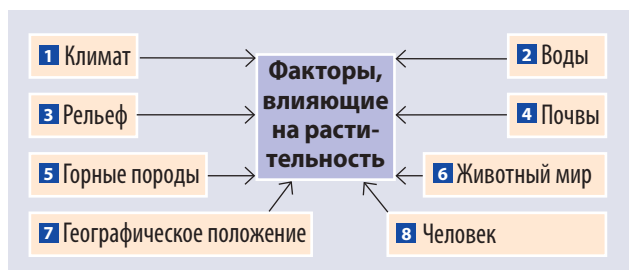 1 Климат
2 Воды
3 Рельеф
4 Почвы
Факторы,
влияющие
на расти-
тельность
5 Горные породы
6 Животный мир
7 Географическое положение
8 Человек